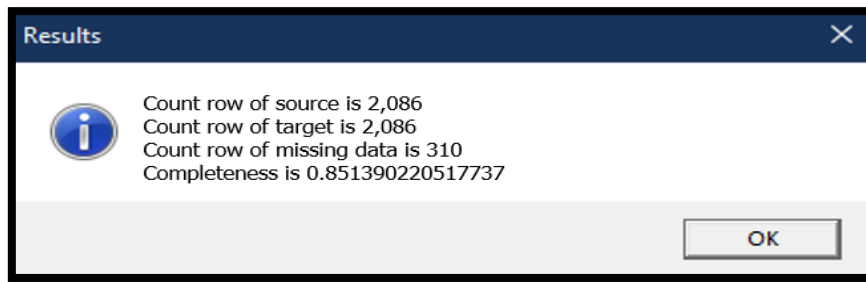 Results
Count row of source is 2,086
Count row of target is 2,086
Count row of missing data is 310
Completeness is 0.851390220517737
OK